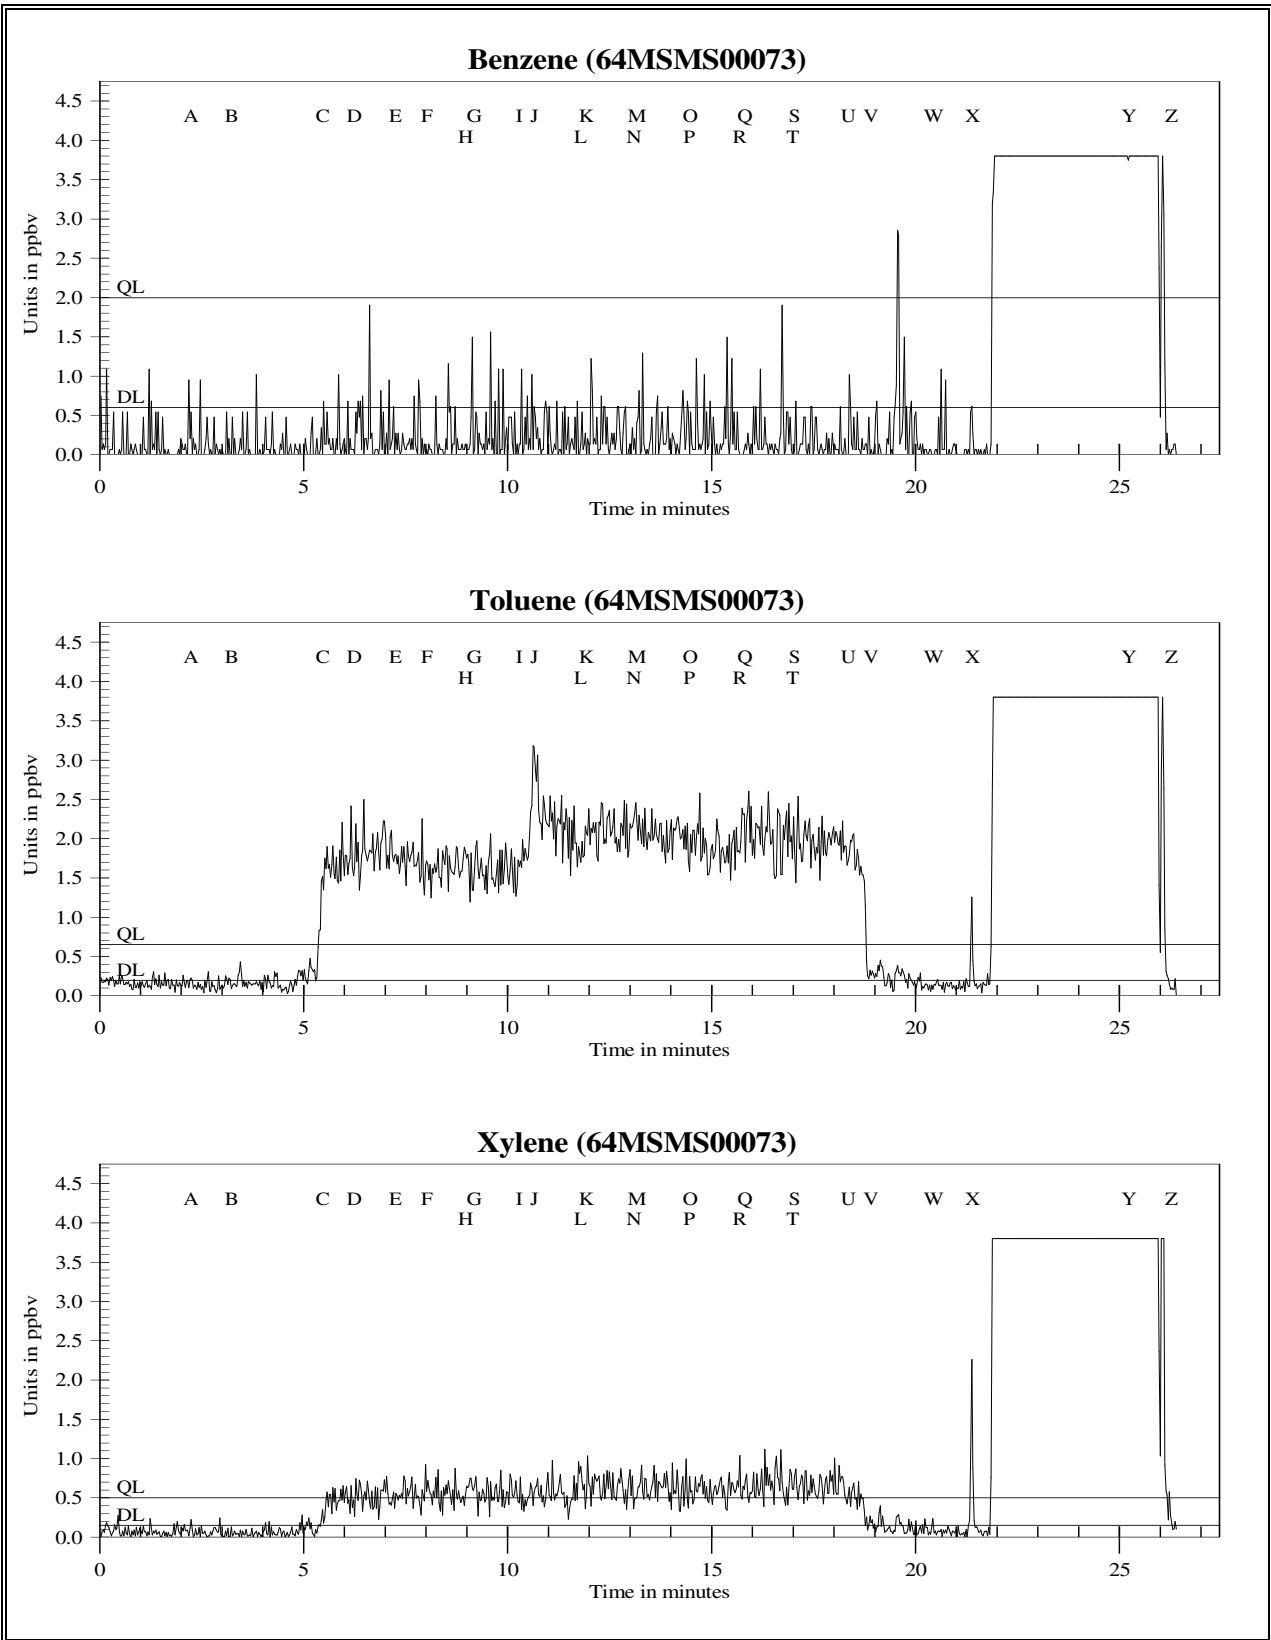 Benzene (64MSMS00073)
4.5
A B C D E F G I J K M O Q S U V W X Y Z
4.0
H L N P R T
3.5
3.0
2.5
Units in ppbv
QL
2.0
1.5
1.0
DL
0.5
0.0
0 5 10 15 20 25
Time in minutes
Toluene (64MSMS00073)
4.5
A B C D E F G I J K M O Q S U V W X Y Z
4.0
H L N P R T
3.5
3.0
2.5
Units in ppbv
2.0
1.5
1.0
QL
0.5
DL
0.0
0 5 10 15 20 25
Time in minutes
Xylene (64MSMS00073)
4.5
A B C D E F G I J K M O Q S U V W X Y Z
4.0
H L N P R T
3.5
3.0
2.5
Units in ppbv
2.0
1.5
1.0
QL
0.5
DL
0.0
0 5 10 15 20 25
Time in minutes